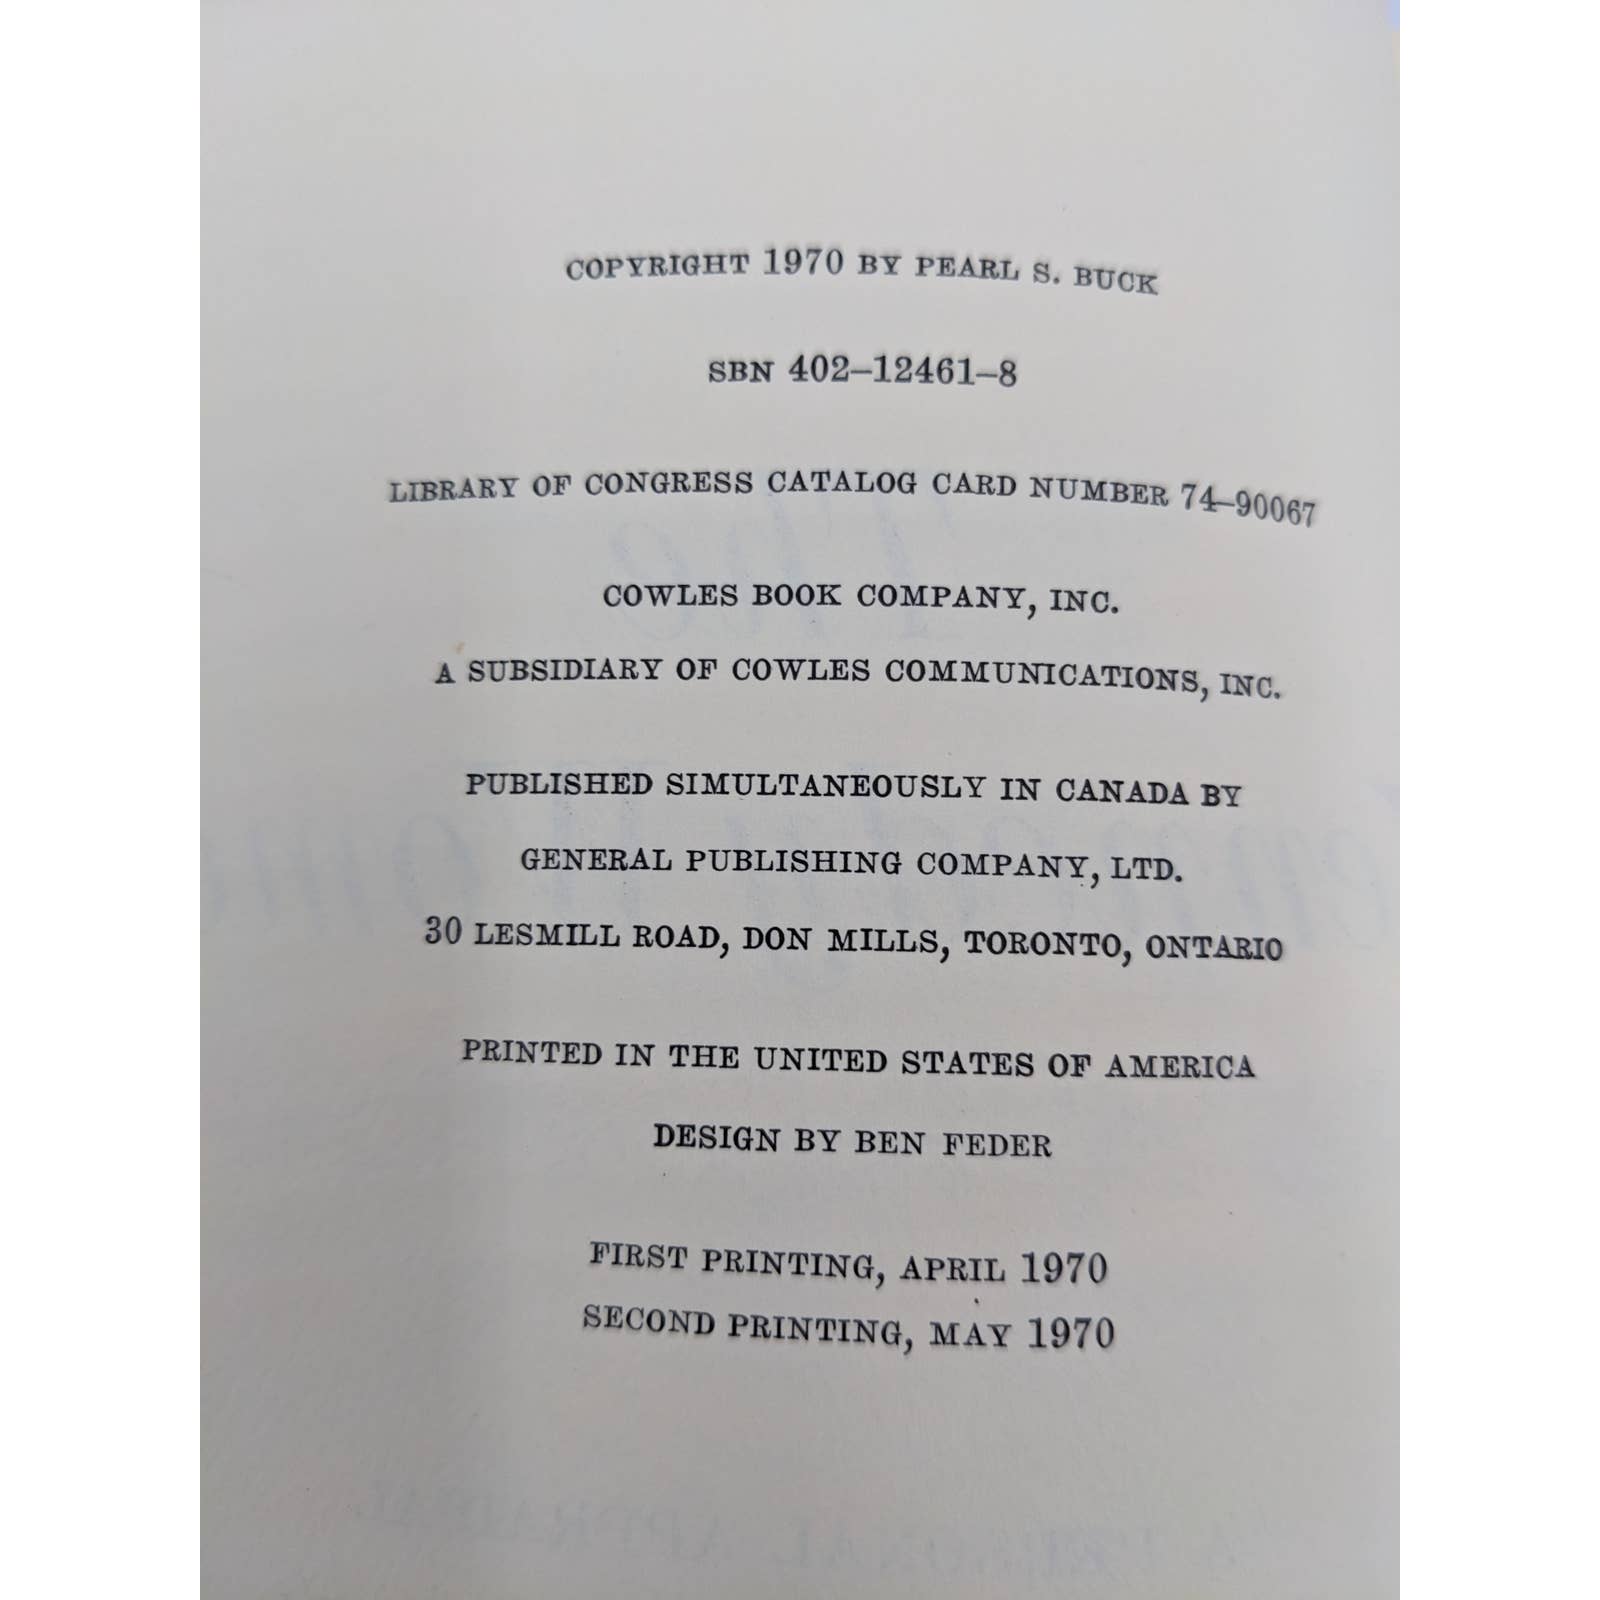 COPYRIGHT 1970 BY PEARL S. BUCK
SBN 402–12461–8
LIBRARY OF CONGRESS CATALOG CARD NUMBER 74–90067
COWLES BOOK COMPANY, INC.
A SUBSIDIARY OF COWLES COMMUNICATIONS, INC.
PUBLISHED SIMULTANEOUSLY IN CANADA BY
GENERAL PUBLISHING COMPANY, LTD.
30 LESMILL ROAD, DON MILLS, TORONTO, ONTARIO
PRINTED IN THE UNITED STATES OF AMERICA
DESIGN BY BEN FEDER
FIRST PRINTING, APRIL 1970
SECOND PRINTING, MAY 1970